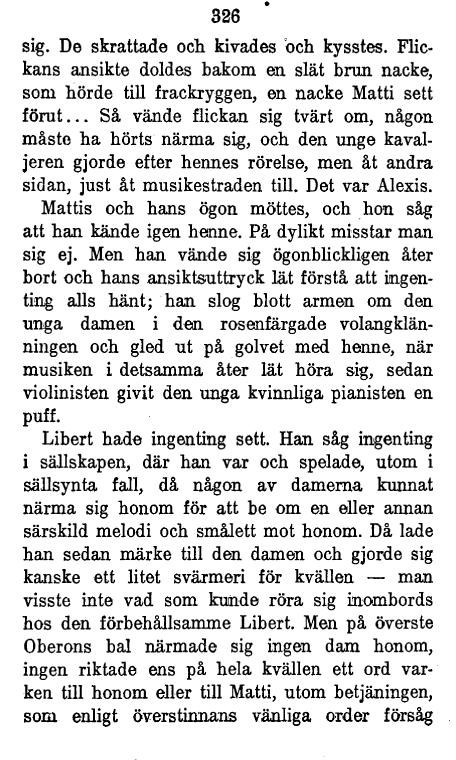 326
sig. De skrattade och kivades och kysstes. Flic-
kans ansikte doldes bakom en slät brun nacke,
som hörde till frackryggen, en nacke Matti sett
förut... Så vände flickan sig tvärt om, någon
måste ha hörts närma sig, och den unge kaval-
jeren gjorde efter hennes rörelse, men åt andra
sidan, just åt musikestraden till. Det var Alexis.
Mattis och hans ögon möttes, och hon såg
att han kände igen henne. På dylikt misstar man
sig ej. Men han vände sig ögonblickligen åter
bort och hans ansiktsuttryck lät förstå att ingen-
ting alls hänt; han slog blott armen om den
unga damen i den rosenfärgade volangklän-
ningen och gled ut på golvet med henne, när
musiken i detsamma åter lät höra sig, sedan
violinisten givit den unga kvinnliga pianisten en
puff.
Libert hade ingenting sett. Han såg ingenting
i sällskapen, där han var och spelade, utom i
sällsynta fall, då någon av damerna kunnat
närma sig honom för att be om en eller annan
särskild melodi och smålett mot honom. Då lade
han sedan märke till den damen och gjorde sig
kanske ett litet svärmeri för kvällen — man
visste inte vad som kunde röra sig inombords
hos den förbehållsamme Libert. Men på överste
Oberons bal närmade sig ingen dam honom,
ingen riktade ens på hela kvällen ett ord var-
ken till honom eller till Matti, utom betjäningen,
som enligt överstinnans vänliga order försåg